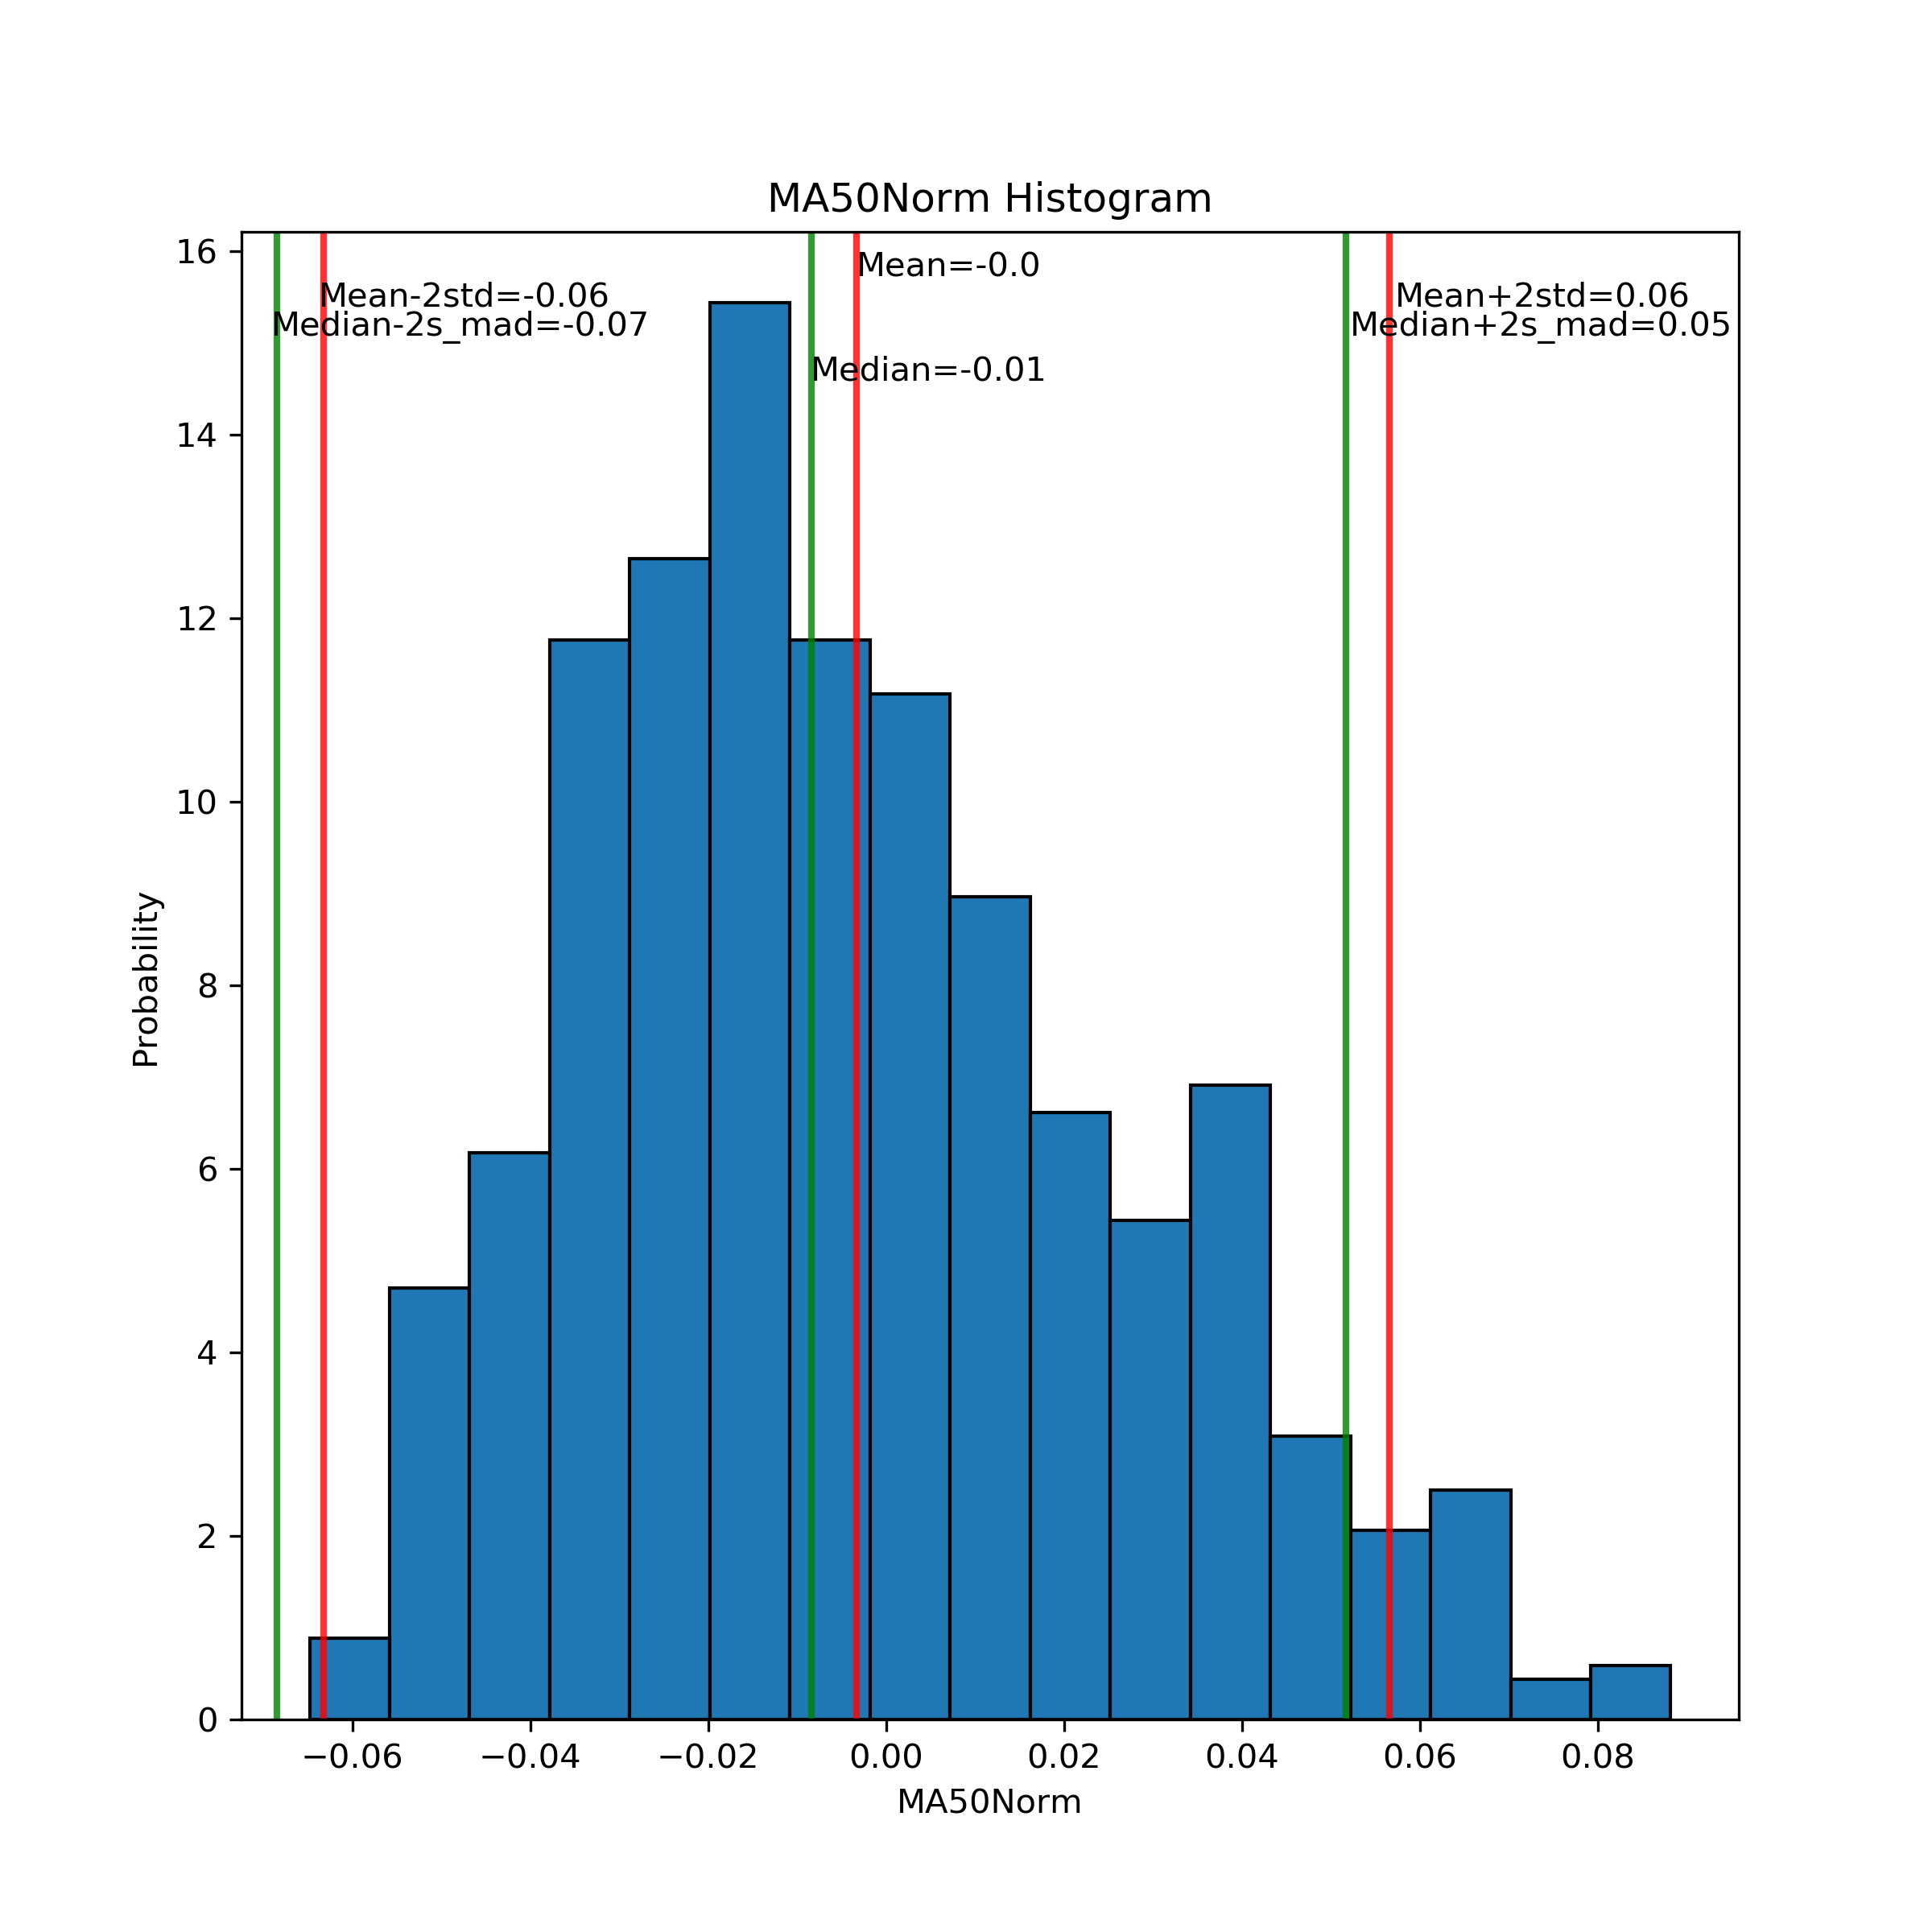 MA50Norm Histogram
Mean=-0.0
Mean-2std=-0.06
Mean+2std=0.06
Median-2s_mad=-0.07
Median+2s_mad=0.05
Median=-0.01
16
14
12
10
8
6
4
2
0
Probability
−0.06 −0.04 −0.02 0.00 0.02 0.04 0.06 0.08
MA50Norm